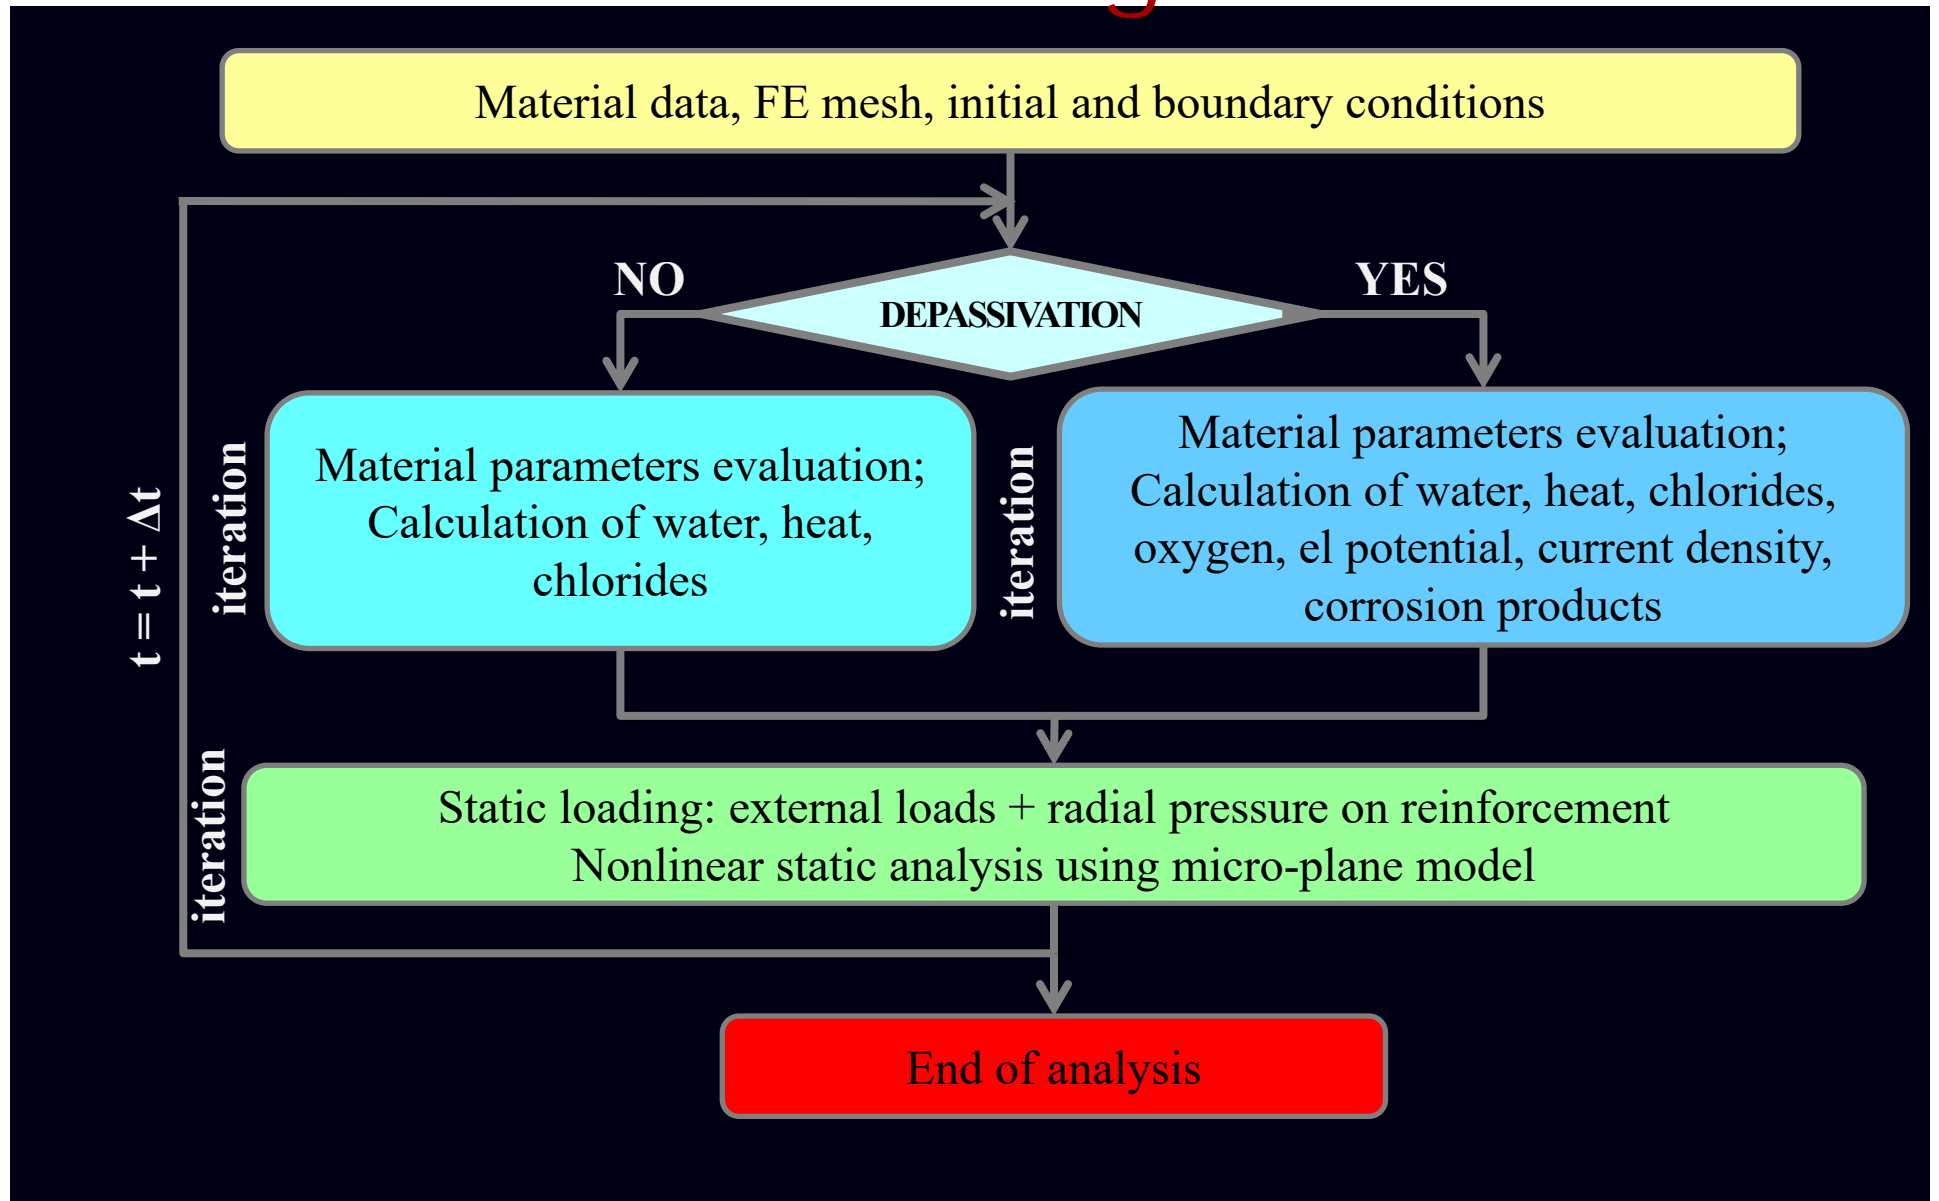 Material data, FE mesh, initial and boundary conditions
NO
YES
DEPASSIVATION
t = t + Δt
iteration
Material parameters evaluation;
Calculation of water, heat,
chlorides
iteration
Material parameters evaluation;
Calculation of water, heat, chlorides,
oxygen, el potential, current density,
corrosion products
iteration
Static loading: external loads + radial pressure on reinforcement
Nonlinear static analysis using micro-plane model
End of analysis